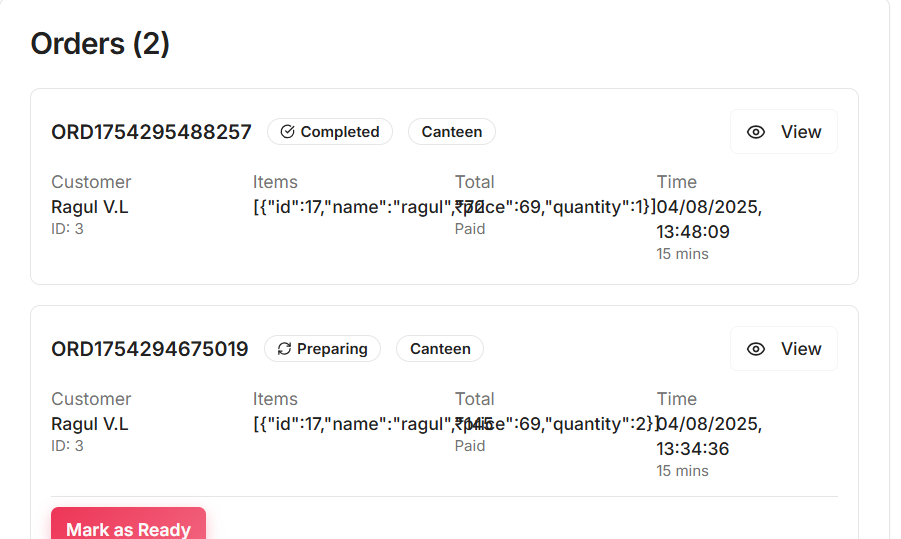 Orders (2)
ORD1754295488257 Completed Canteen View
Customer Items Total Time
Ragul V.L [{"id":17,"name":"ragul","price":69,"quantity":1}] ₹72 04/08/2025,
ID: 3 Paid 13:48:09
15 mins
ORD1754294675019 Preparing Canteen View
Customer Items Total Time
Ragul V.L [{"id":17,"name":"ragul","price":69,"quantity":2}] ₹145 04/08/2025,
ID: 3 Paid 13:34:36
15 mins
Mark as Ready